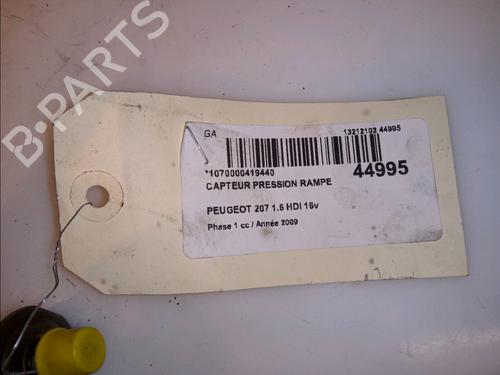 B-PARTS
GA 13212102 44995
*1070000419440 44995
CAPTEUR PRESSION RAMPE
PEUGEOT 207 1.6 HDI 16v
Phase 1 cc / Année 2009